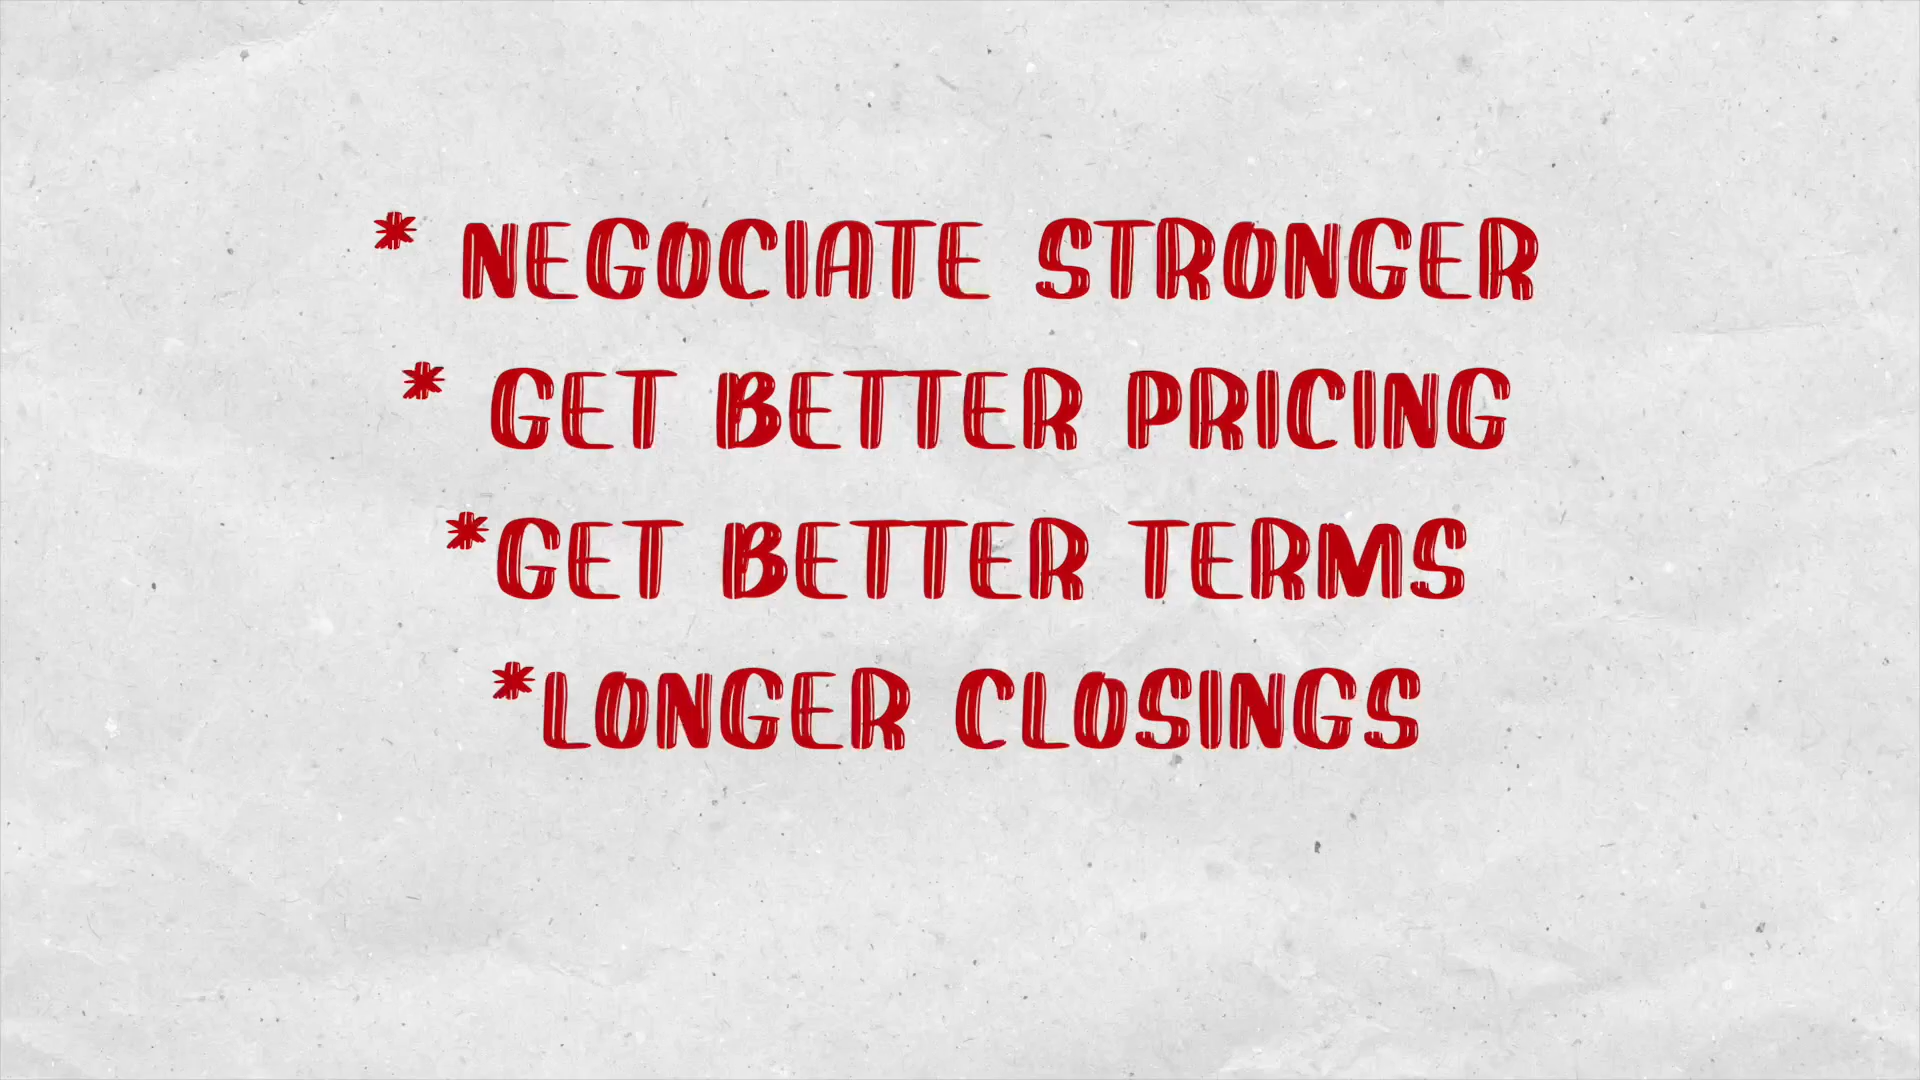 * NEGOCIATE STRONGER
* GET BETTER PRICING
*GET BETTER TERMS
*LONGER CLOSINGS